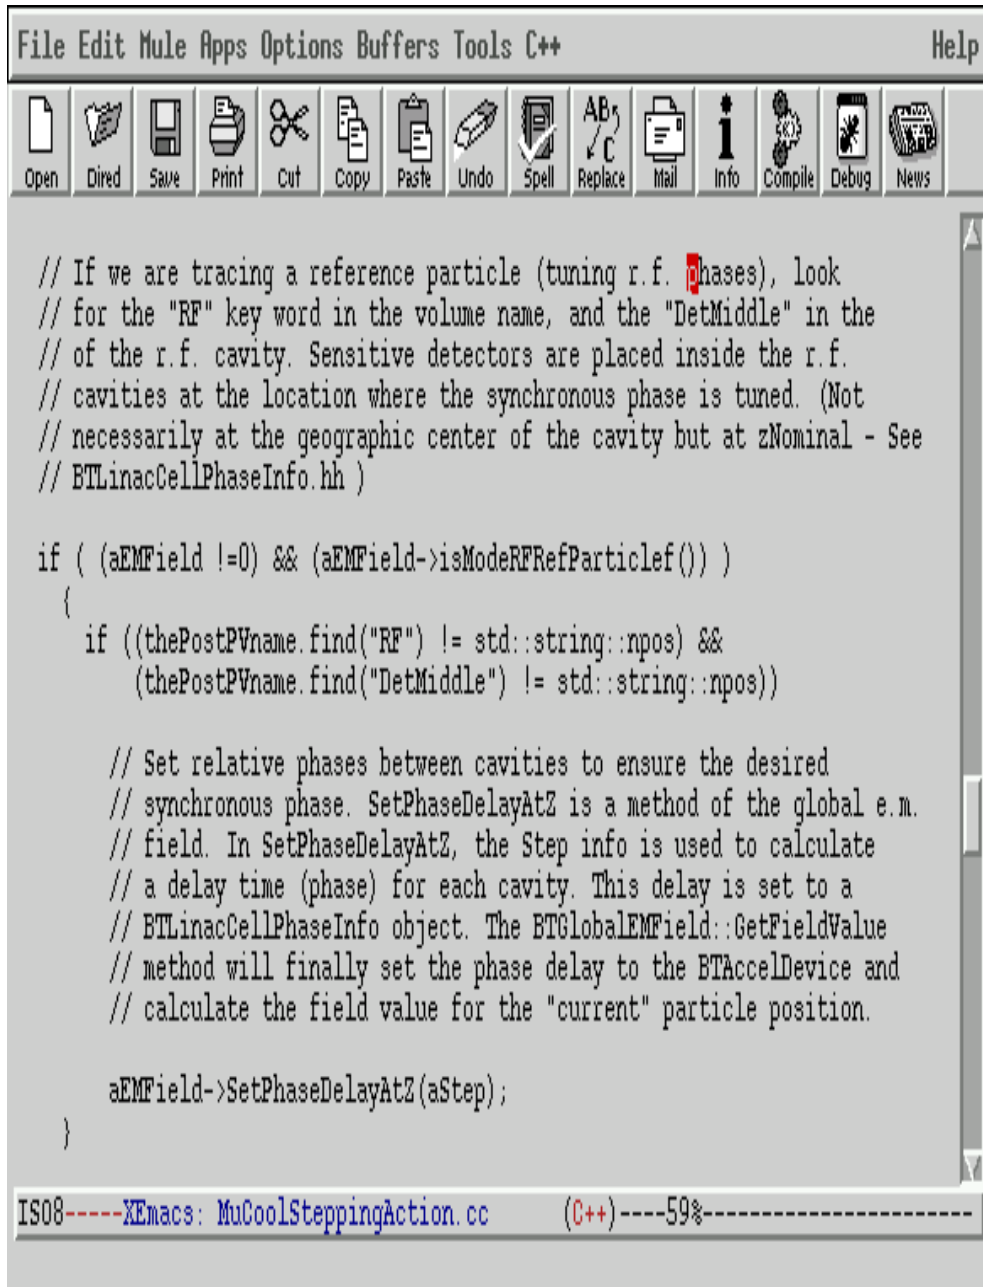 File Edit Mule Apps Options Buffers Tools C++ Help
AB
C
Open Dired Save Print Cut Copy Paste Undo Spell Replace Mail Info Compile Debug News
// If we are tracing a reference particle (tuning r.f. phases), look
// for the "RF" key word in the volume name, and the "DetMiddle" in the
// of the r.f. cavity. Sensitive detectors are placed inside the r.f.
// cavities at the location where the synchronous phase is tuned. (Not
// necessarily at the geographic center of the cavity but at zNominal - See
// BTLinacCellPhaseInfo.hh )
if ( (aEMField !=0) && (aEMField->isModeRFRefParticlef()) )
{
if ((thePostPVname.find("RF") != std::string::npos) &&
(thePostPVname.find("DetMiddle") != std::string::npos))
// Set relative phases between cavities to ensure the desired
// synchronous phase. SetPhaseDelayAtZ is a method of the global e.m.
// field. In SetPhaseDelayAtZ, the Step info is used to calculate
// a delay time (phase) for each cavity. This delay is set to a
// BTLinacCellPhaseInfo object. The BTGlobalEMField::GetFieldValue
// method will finally set the phase delay to the BTAccelDevice and
// calculate the field value for the "current" particle position.
aEMField->SetPhaseDelayAtZ(aStep);
}
ISO8-----XEmacs: MuCoolSteppingAction.cc (C++)----59%-----------------------